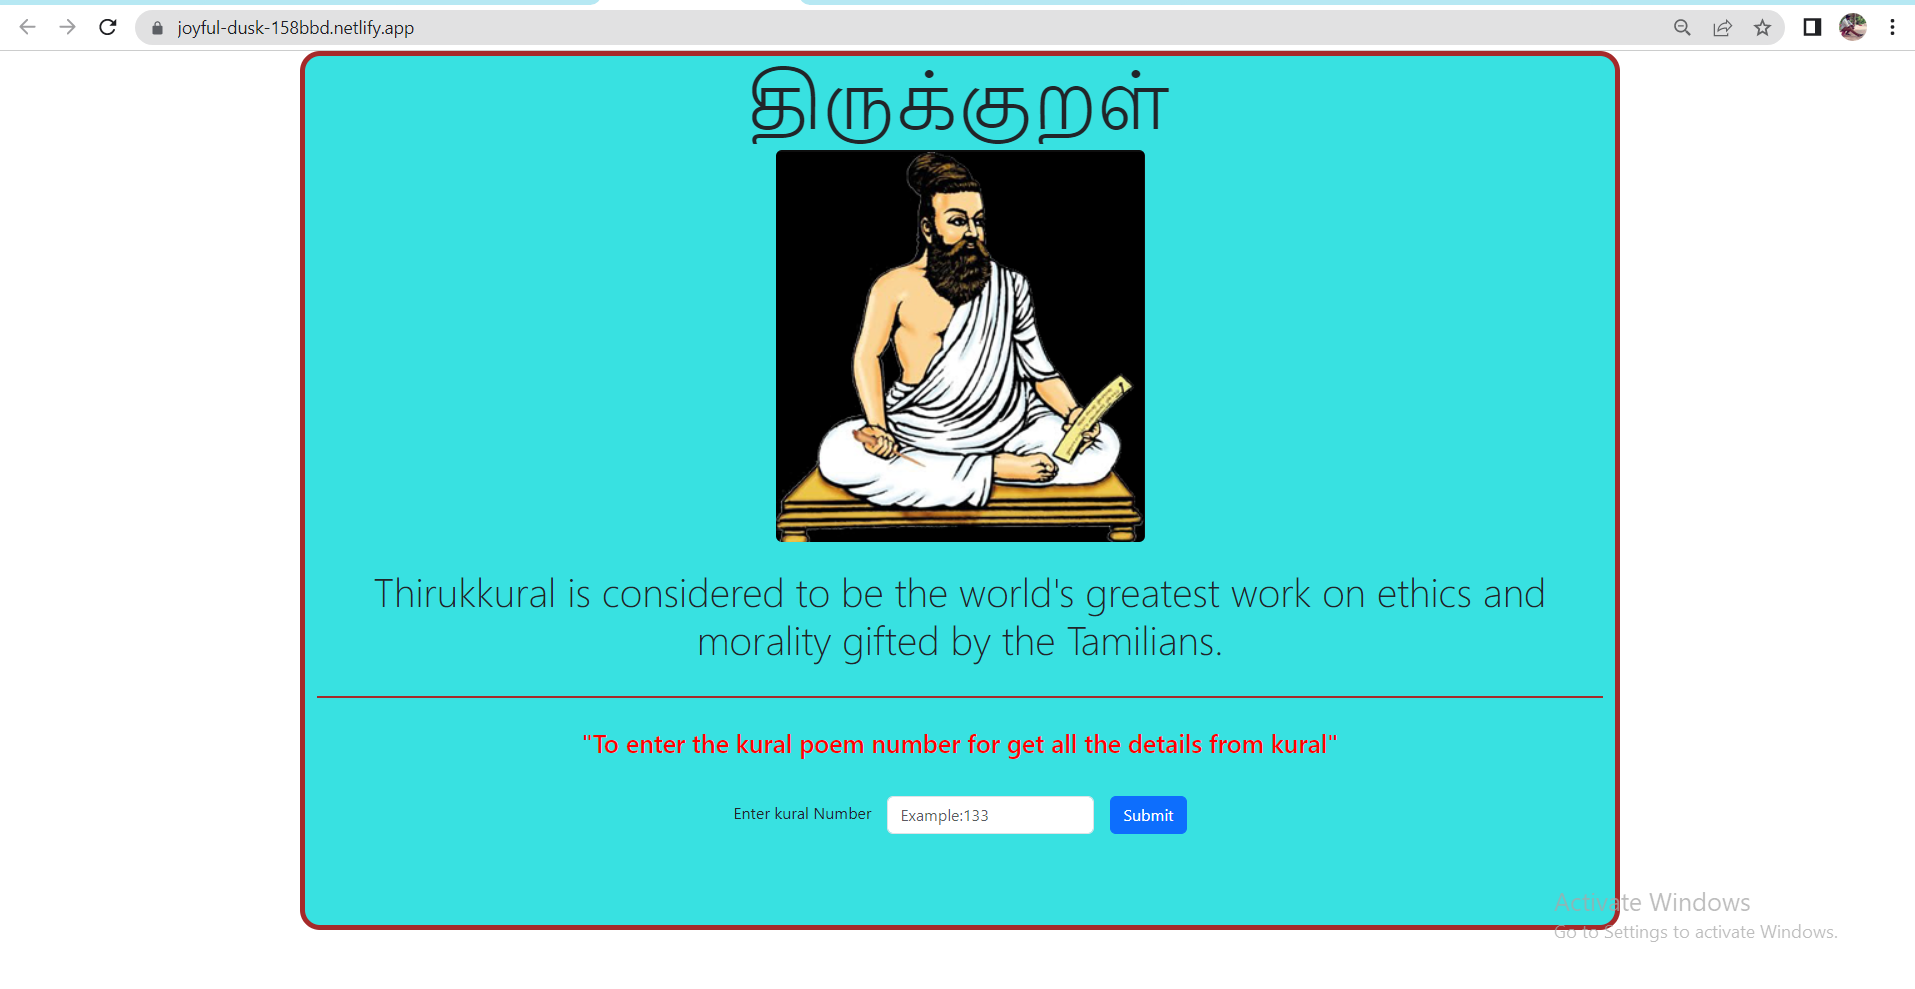 joyful-dusk-158bbd.netlify.app
திருக்குறள்
Thirukkural is considered to be the world's greatest work on ethics and
morality gifted by the Tamilians.
"To enter the kural poem number for get all the details from kural"
Enter kural Number Example:133 Submit
Activate Windows
Go to Settings to activate Windows.